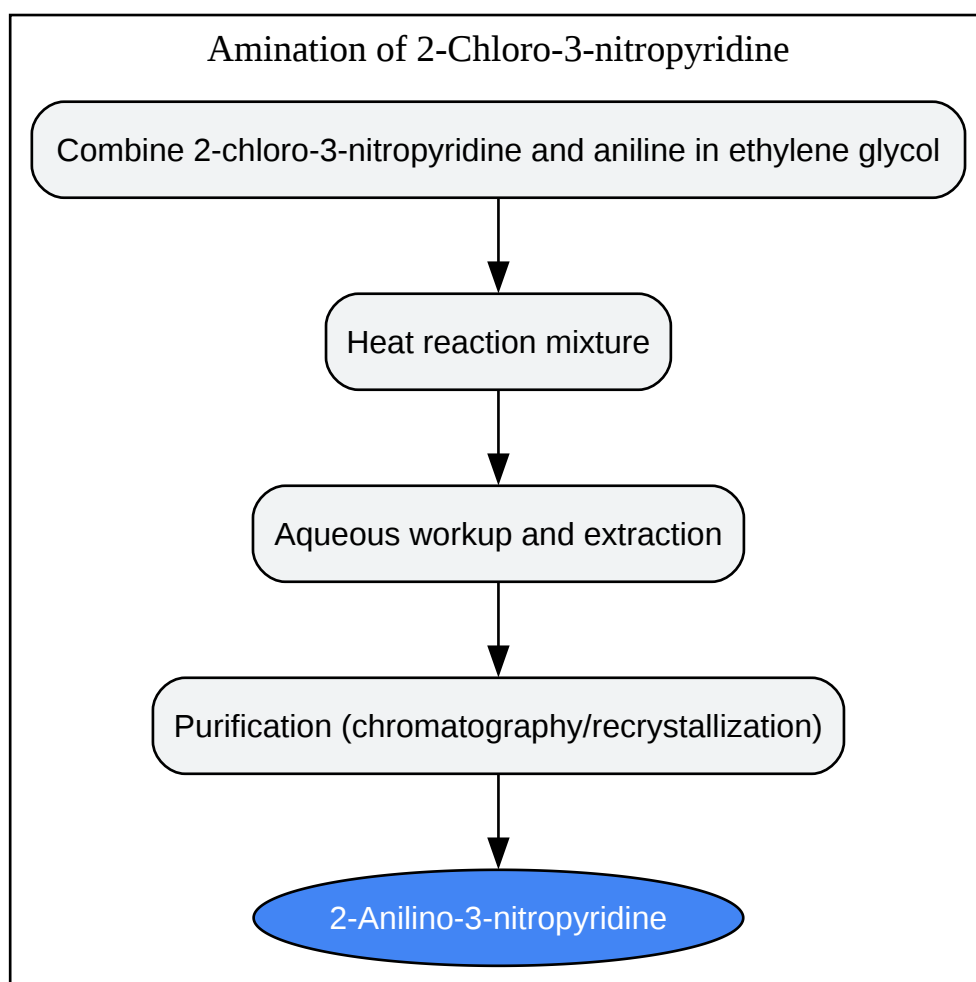 Amination of 2-Chloro-3-nitropyridine
Combine 2-chloro-3-nitropyridine and aniline in ethylene glycol
Heat reaction mixture
Aqueous workup and extraction
Purification (chromatography/recrystallization)
2-Anilino-3-nitropyridine